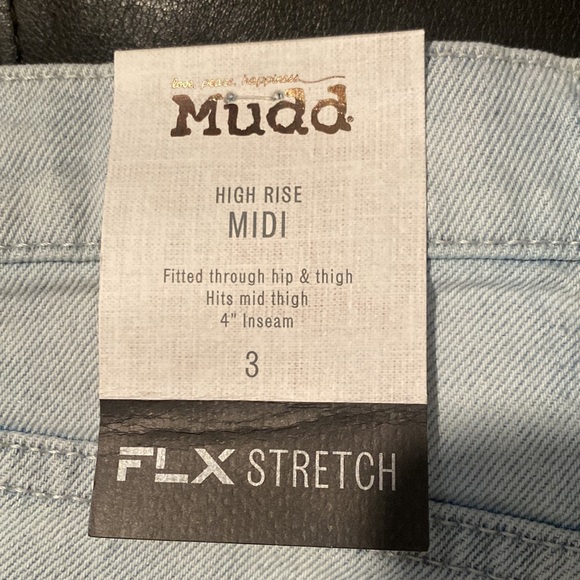 love, peace, happiness
Mudd
HIGH RISE
MIDI
Fitted through hip & thigh
Hits mid thigh
4" Inseam
3
FLX STRETCH